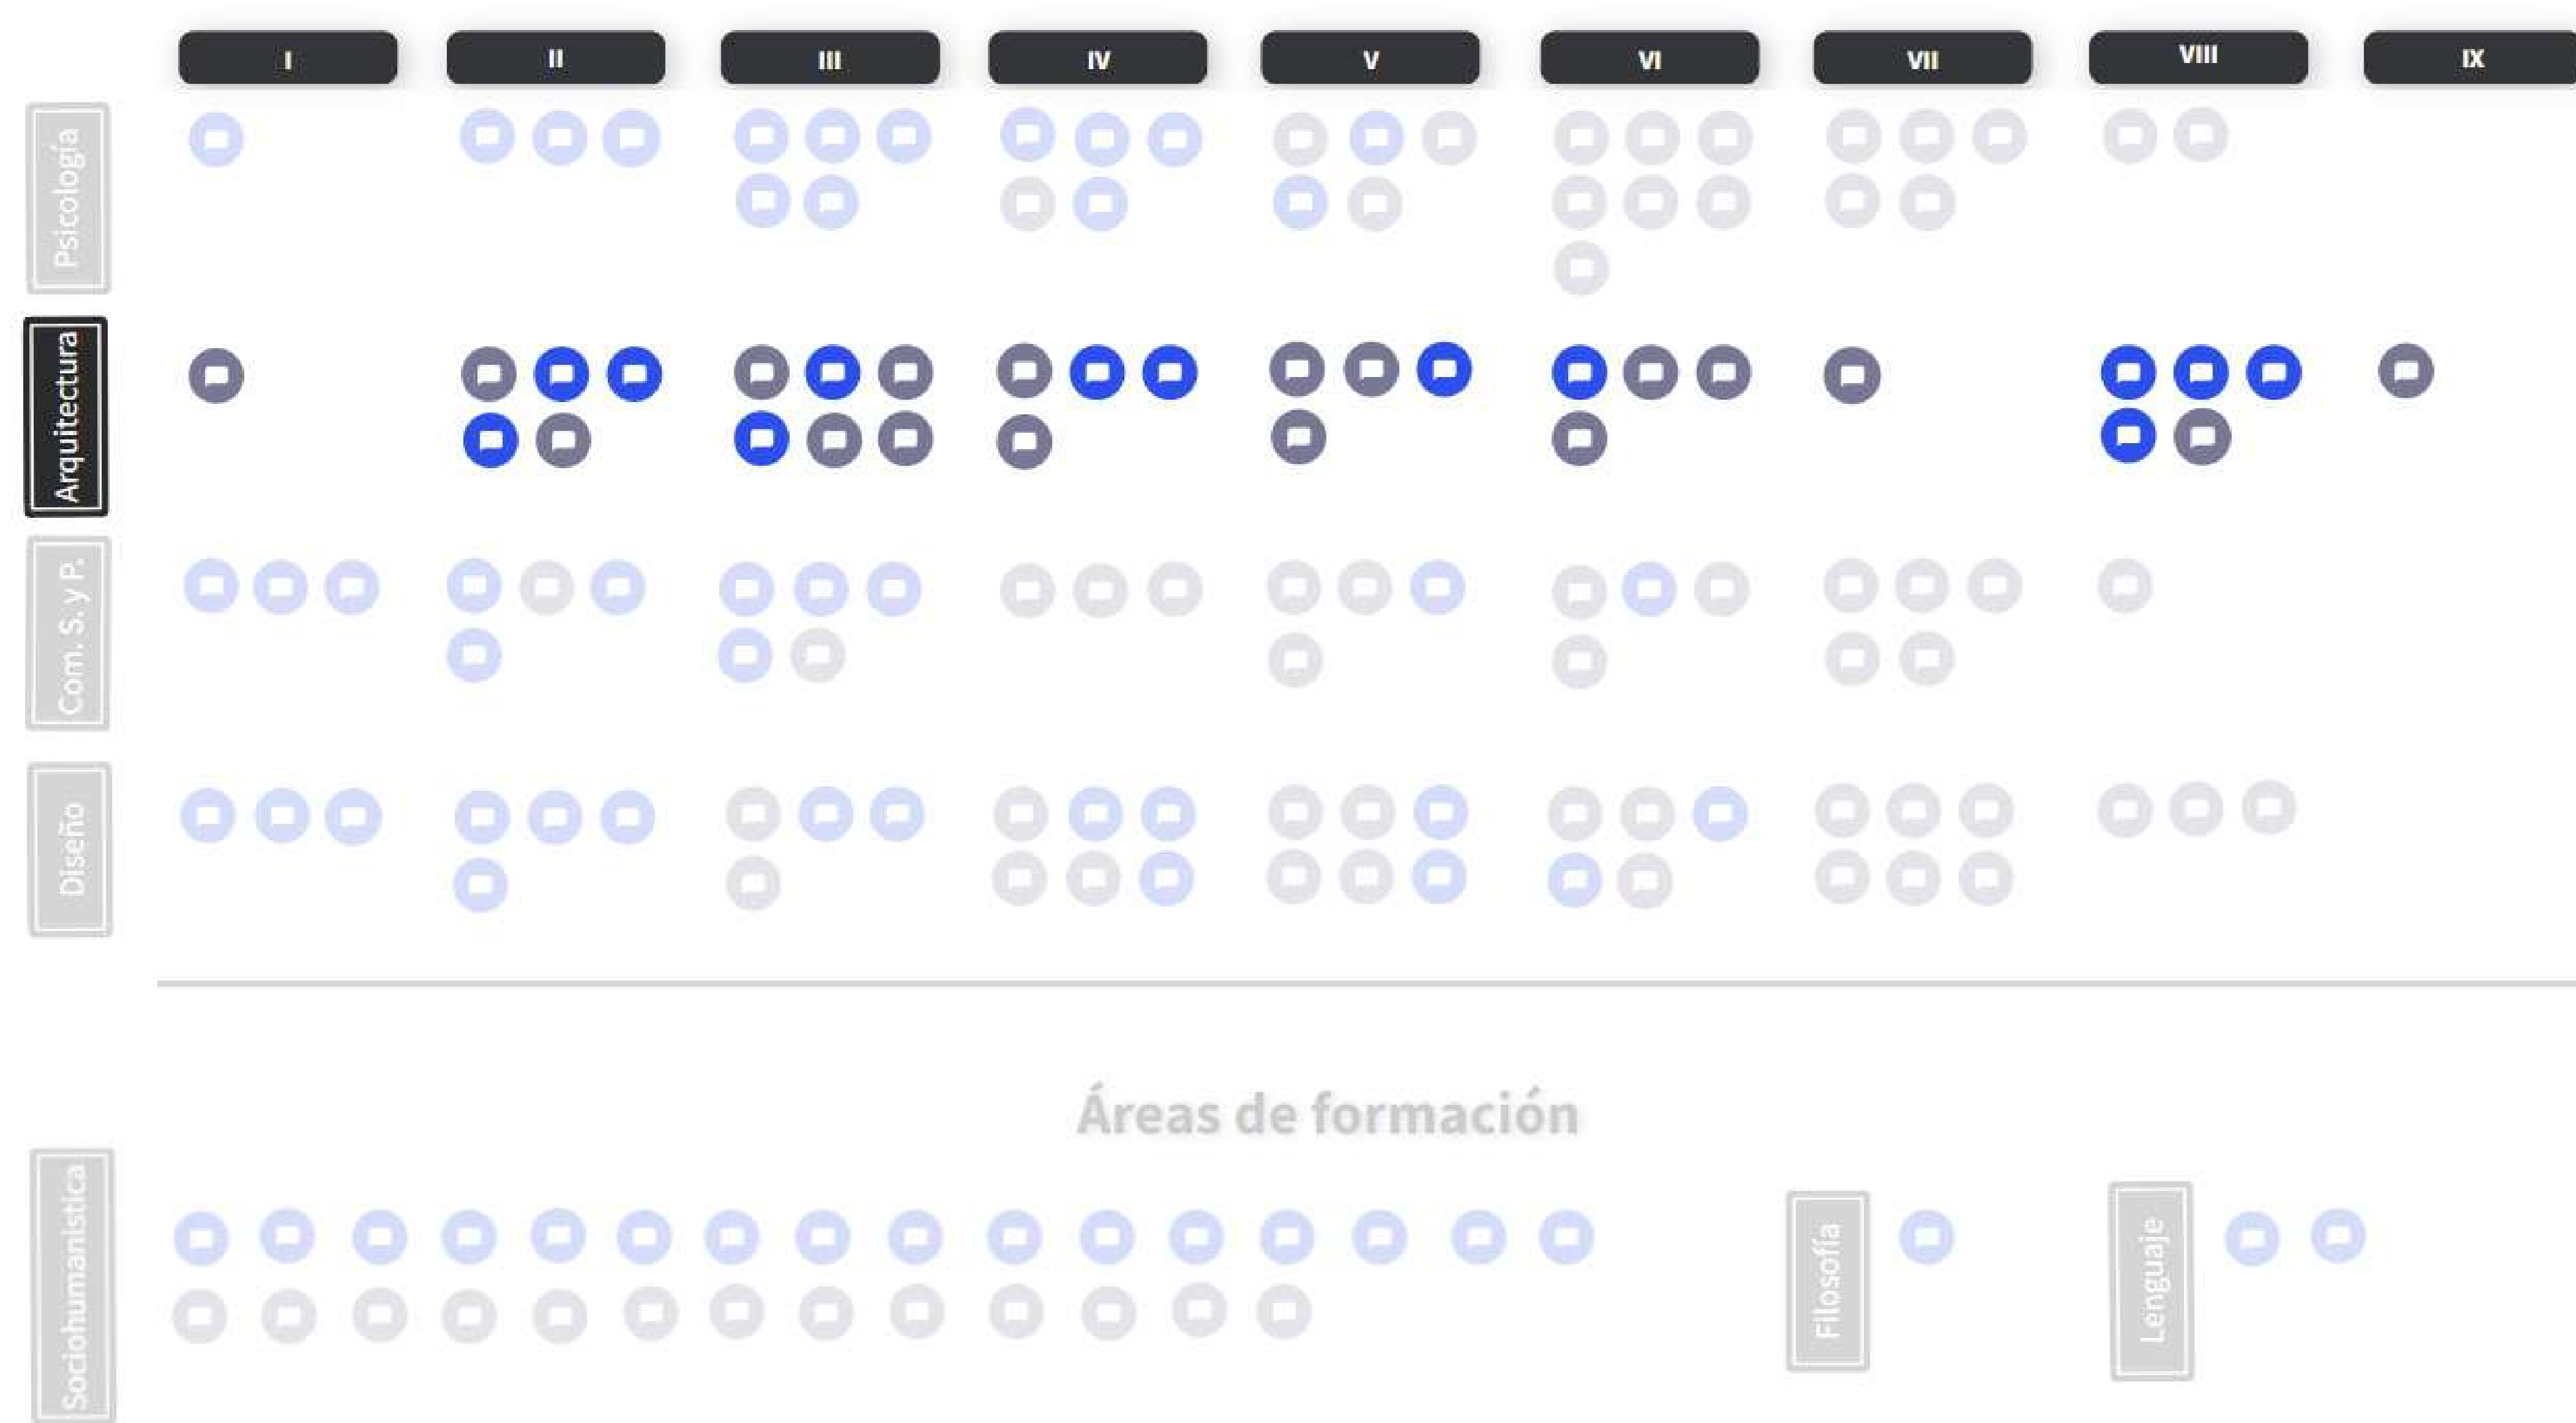 I
II
III
IV
V
VI
VII
VIII
IX
Psicología
Arquitectura
Com. S. y P.
Diseño
Áreas de formación
Sociohumanística
Filosofía
Lenguaje